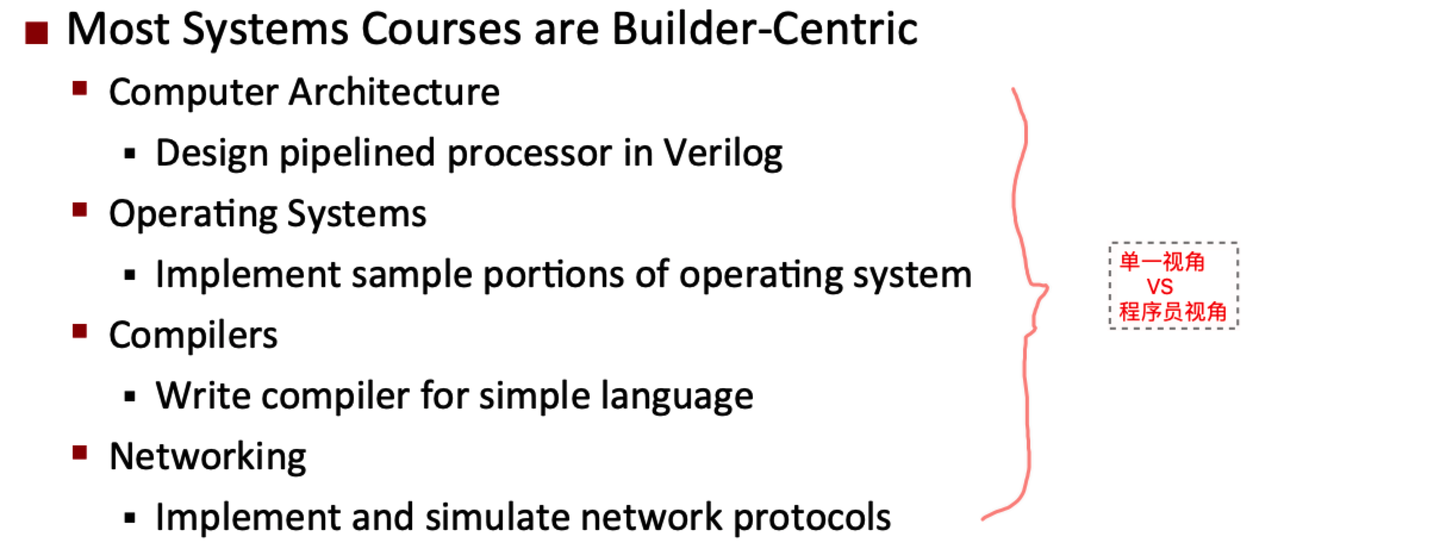 Most Systems Courses are Builder-Centric
Computer Architecture
Design pipelined processor in Verilog
Operating Systems
Implement sample portions of operating system
单一视角
VS
程序员视角
Compilers
Write compiler for simple language
Networking
Implement and simulate network protocols